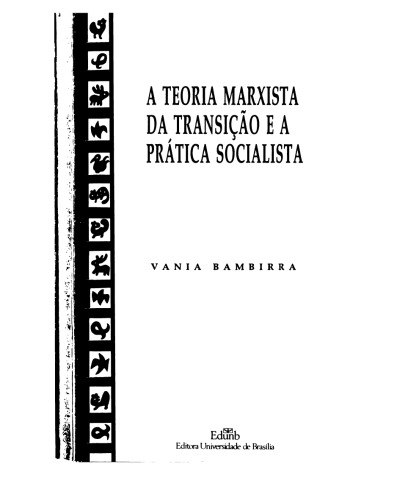 A TEORIA MARXISTA
DA TRANSIÇÃO E A
PRÁTICA SOCIALISTA
VANIA BAMBIRRA
Edunb
Editora Universidade de Brasília